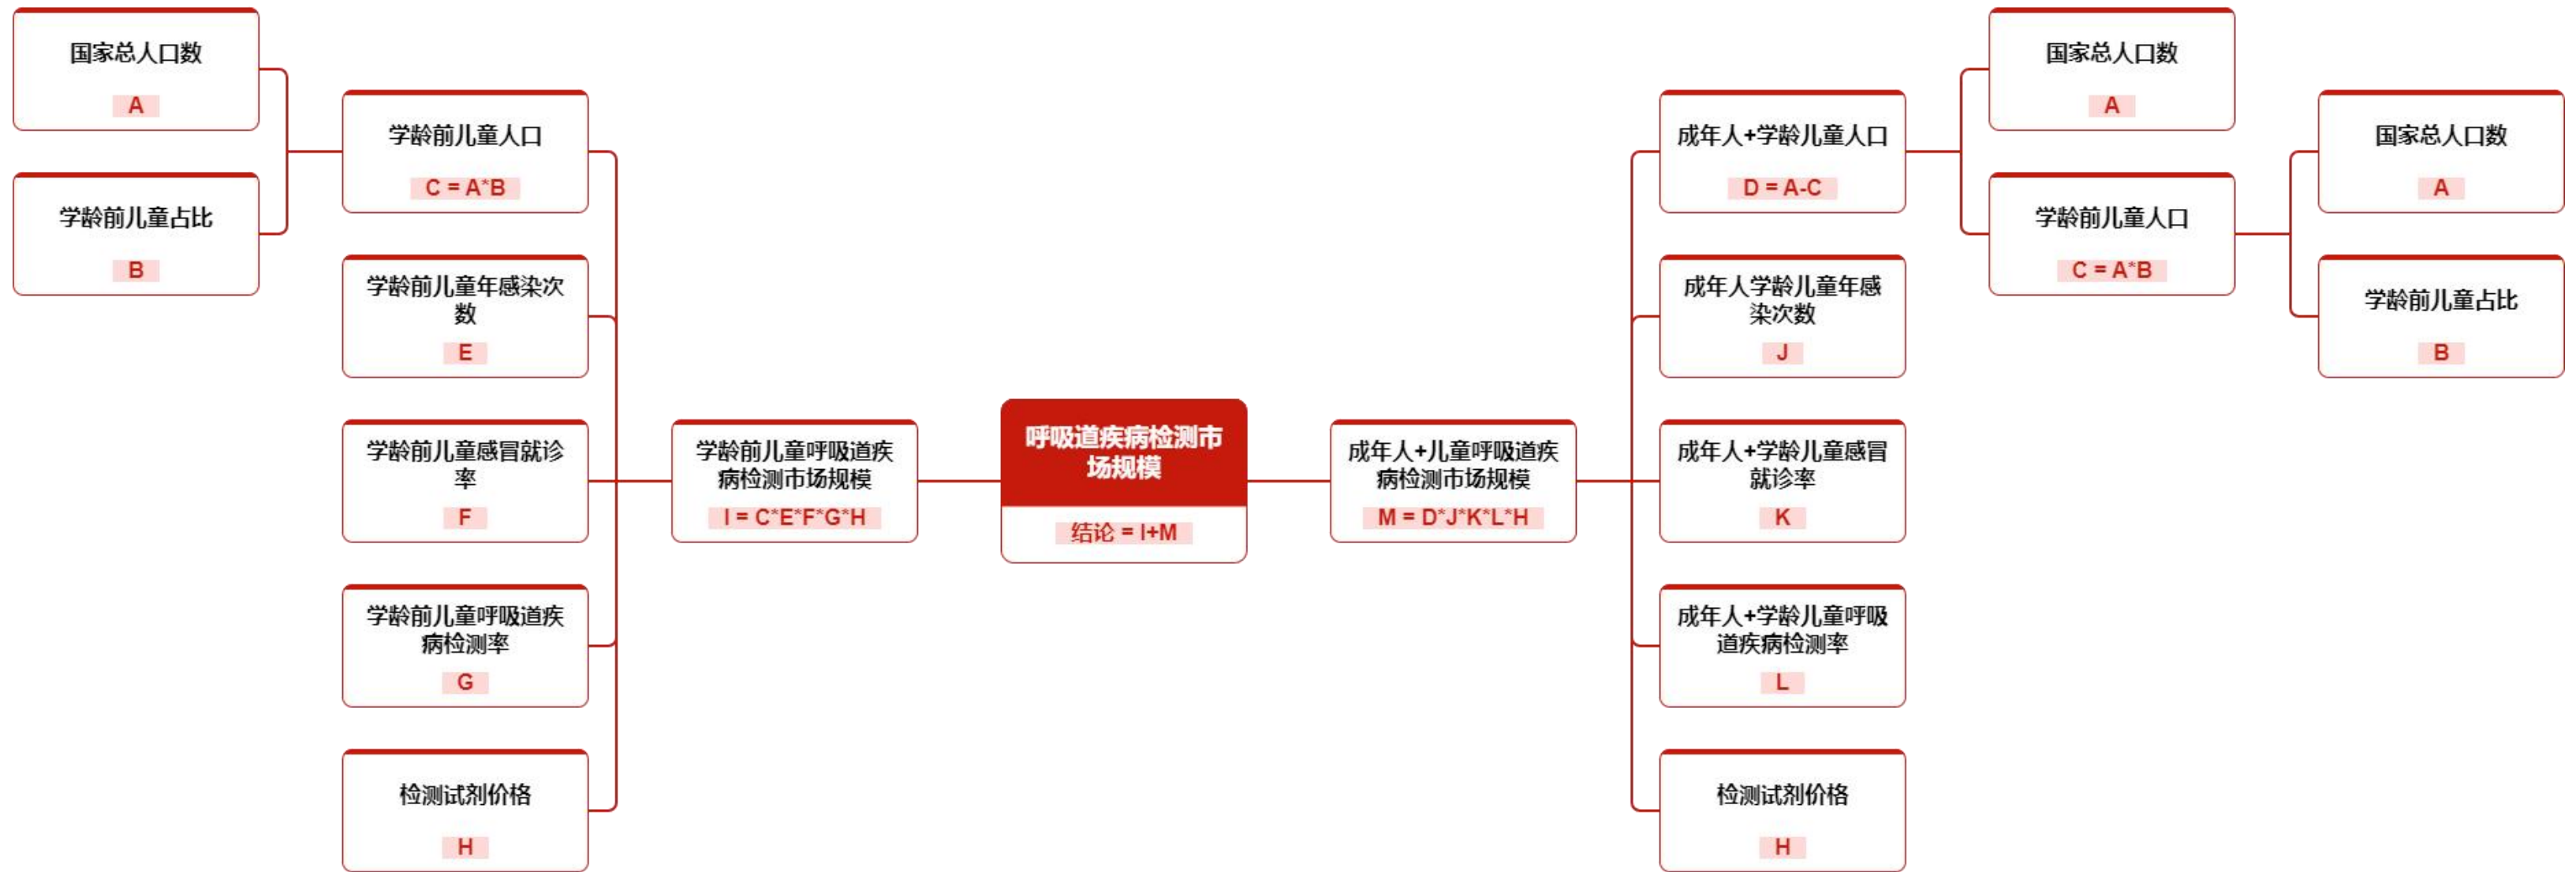 国家总人口数
A
学龄前儿童占比
B
学龄前儿童人口
C = A*B
学龄前儿童年感染次
数
E
学龄前儿童感冒就诊
率
F
学龄前儿童呼吸道疾
病检测率
G
检测试剂价格
H
学龄前儿童呼吸道疾
病检测市场规模
I = C*E*F*G*H
呼吸道疾病检测市
场规模
结论 = I+M
成年人+儿童呼吸道疾
病检测市场规模
M = D*J*K*L*H
成年人+学龄儿童人口
D = A-C
成年人学龄儿童年感
染次数
J
成年人+学龄儿童感冒
就诊率
K
成年人+学龄儿童呼吸
道疾病检测率
L
检测试剂价格
H
国家总人口数
A
学龄前儿童人口
C = A*B
国家总人口数
A
学龄前儿童占比
B